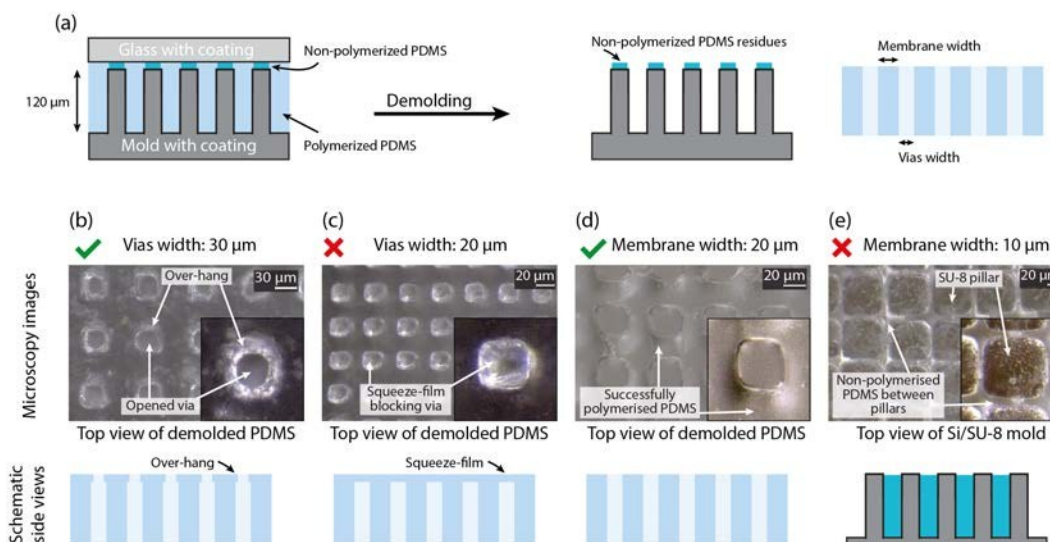 (a)
Glass with coating
Non-polymerized PDMS
120 μm
Mold with coating
Polymerized PDMS
Demolding
Non-polymerized PDMS residues
Membrane width
Vias width
(b)
Vias width: 30 μm
(c)
Vias width: 20 μm
(d)
Membrane width: 20 μm
(e)
Membrane width: 10 μm
Microscopy images
Over-hang
30 μm
Opened via
Top view of demolded PDMS
20 μm
Squeeze-film
blocking via
Top view of demolded PDMS
20 μm
Successfully
polymerised PDMS
Top view of demolded PDMS
SU-8 pillar
Non-polymerised
PDMS between
pillars
Top view of Si/SU-8 mold
Schematic
side views
Over-hang
Squeeze-film